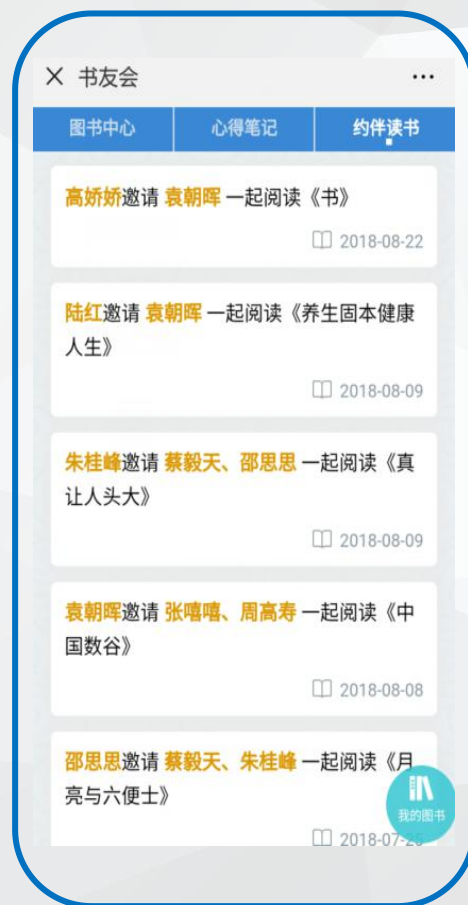 书友会
图书中心 心得笔记 约伴读书
高娇娇邀请 袁朝晖 一起阅读《书》
2018-08-22
陆红邀请 袁朝晖 一起阅读《养生固本健康
人生》
2018-08-09
朱桂峰邀请 蔡毅天、邵思思 一起阅读《真
让人头大》
2018-08-09
袁朝晖邀请 张嘻嘻、周高寿 一起阅读《中
国数谷》
2018-08-08
邵思思邀请 蔡毅天、朱桂峰 一起阅读《月
亮与六便士》
我的图书
2018-07-25